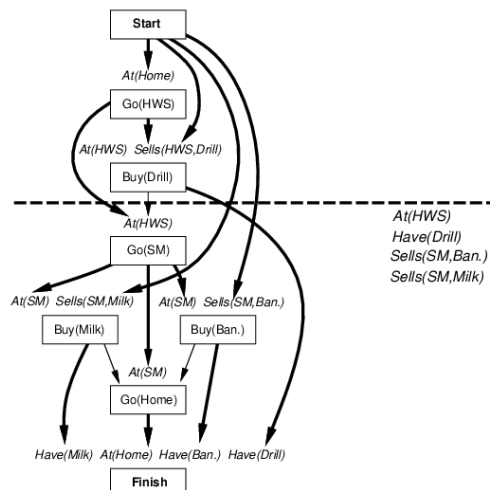 Start
At(Home)
Go(HWS)
At(HWS) Sells(HWS,Drill)
Buy(Drill)
At(HWS)
At(HWS)
Have(Drill)
Sells(SM,Ban.)
Sells(SM,Milk)
Go(SM)
At(SM) Sells(SM,Milk) At(SM) Sells(SM,Ban.)
Buy(Milk) Buy(Ban.)
At(SM)
Go(Home)
Have(Milk) At(Home) Have(Ban.) Have(Drill)
Finish